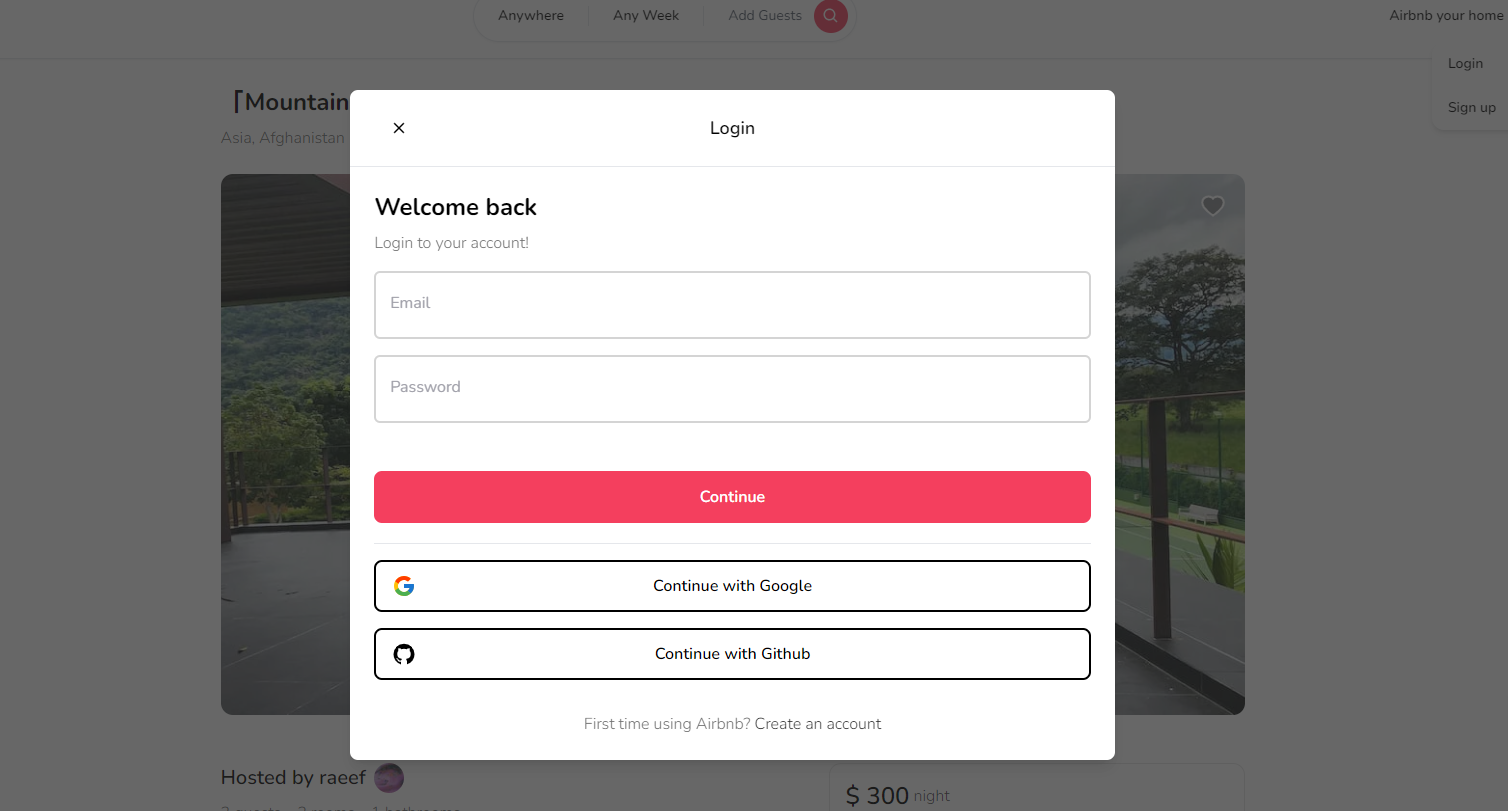 Anywhere Any Week Add Guests
Airbnb your home
Login
Sign up
「Mountain
Asia, Afghanistan
Login
Welcome back
Login to your account!
Email
Password
Continue
Continue with Google
Continue with Github
First time using Airbnb? Create an account
Hosted by raeef
$ 300 night